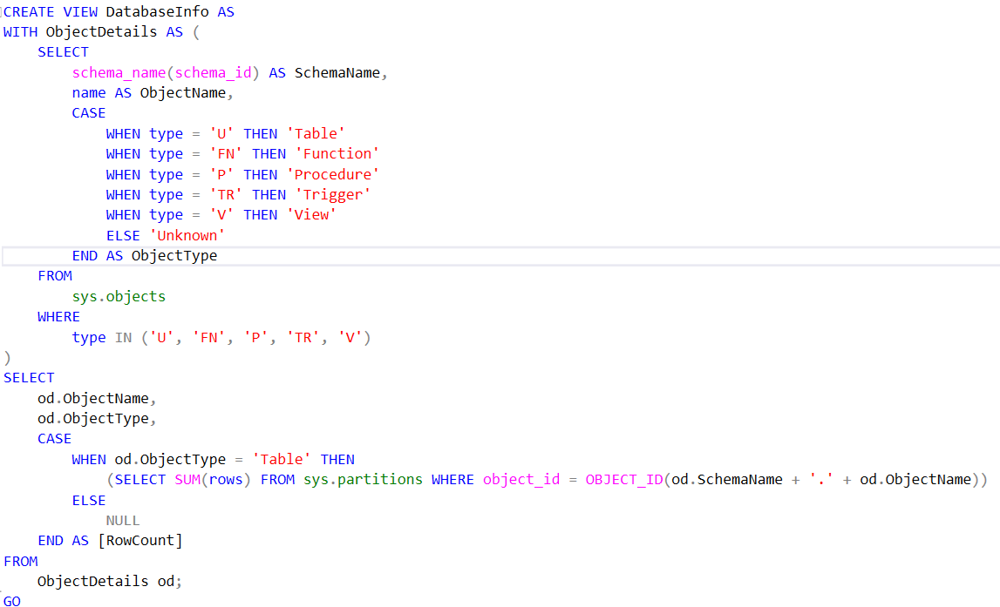 CREATE VIEW DatabaseInfo AS
WITH ObjectDetails AS (
    SELECT
        schema_name(schema_id) AS SchemaName,
        name AS ObjectName,
        CASE
            WHEN type = 'U' THEN 'Table'
            WHEN type = 'FN' THEN 'Function'
            WHEN type = 'P' THEN 'Procedure'
            WHEN type = 'TR' THEN 'Trigger'
            WHEN type = 'V' THEN 'View'
            ELSE 'Unknown'
        END AS ObjectType
    FROM
        sys.objects
    WHERE
        type IN ('U', 'FN', 'P', 'TR', 'V')
)
SELECT
    od.ObjectName,
    od.ObjectType,
    CASE
        WHEN od.ObjectType = 'Table' THEN
            (SELECT SUM(rows) FROM sys.partitions WHERE object_id = OBJECT_ID(od.SchemaName + '.' + od.ObjectName))
        ELSE
            NULL
    END AS [RowCount]
FROM
    ObjectDetails od;
GO